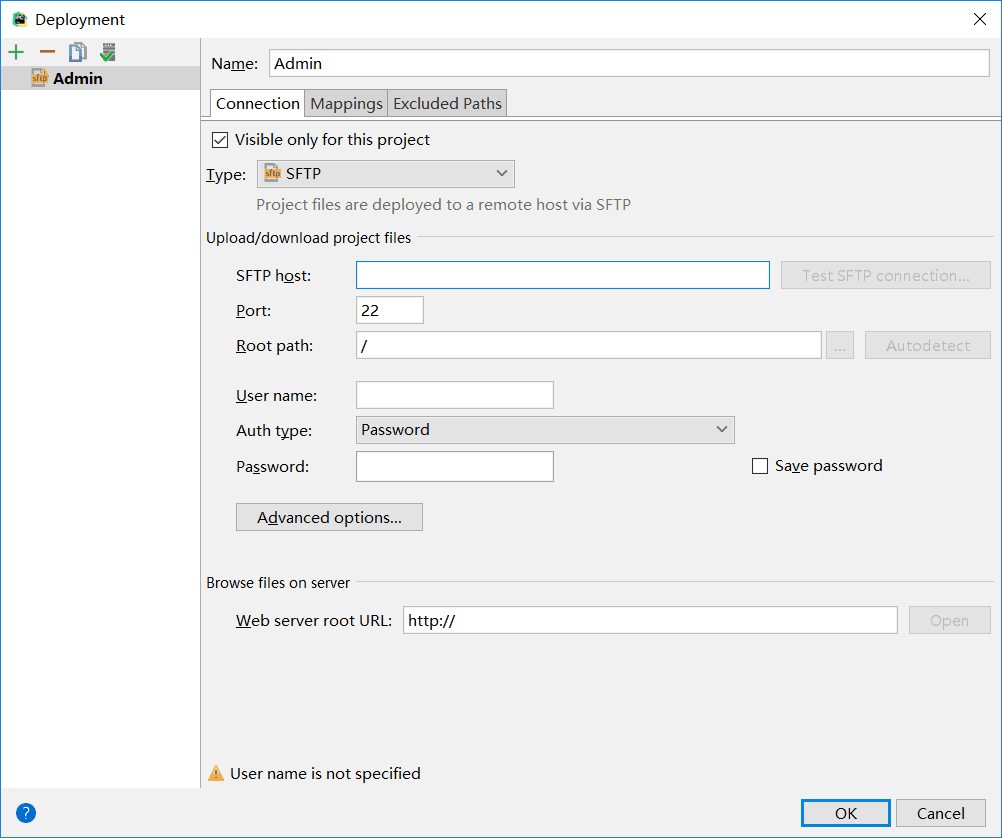 Deployment
sftp Admin
Name: Admin
Connection Mappings Excluded Paths
Visible only for this project
Type: sftp SFTP
Project files are deployed to a remote host via SFTP
Upload/download project files
SFTP host: Test SFTP connection...
Port: 22
Root path: / ... Autodetect
User name:
Auth type: Password
Password: Save password
Advanced options...
Browse files on server
Web server root URL: http:// Open
User name is not specified
? OK Cancel